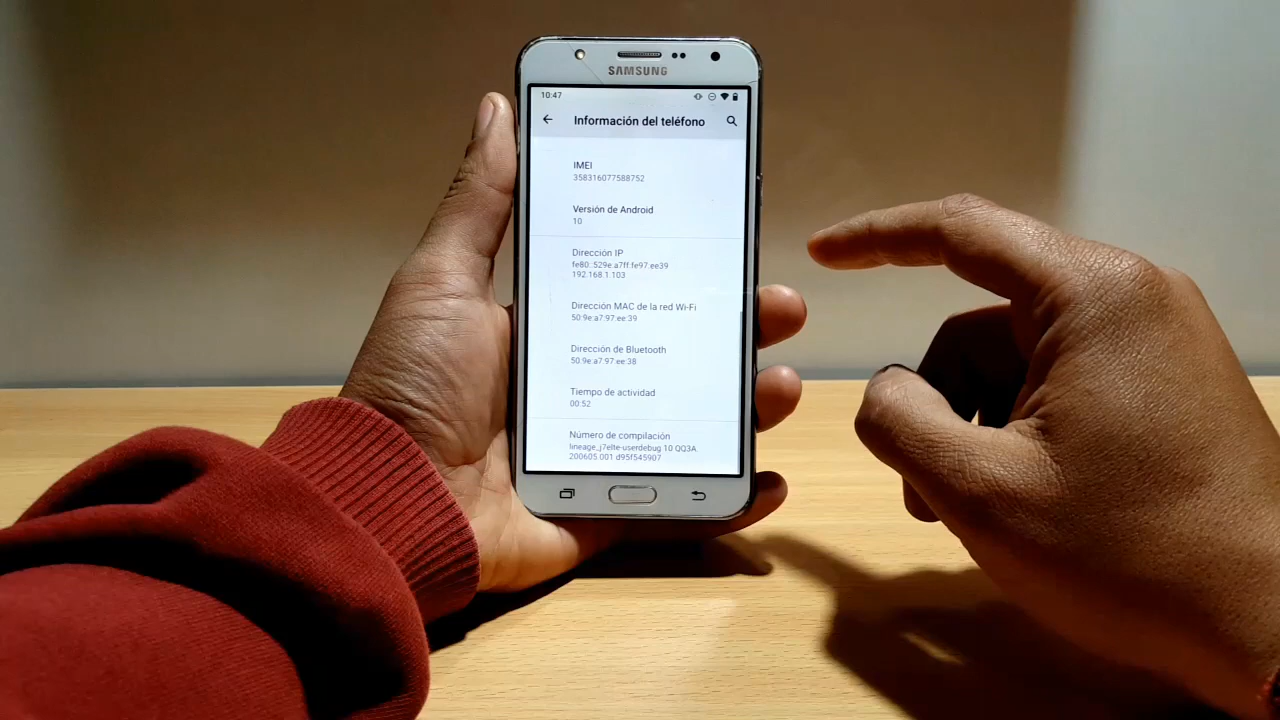 SAMSUNG
10:47
Información del teléfono
IMEI
358316077588752
Versión de Android
10
Dirección IP
fe80::529e:a7ff:fe97:ee39
192.168.1.103
Dirección MAC de la red Wi-Fi
50:9e:a7:97:ee:39
Dirección de Bluetooth
50:9e:a7:97:ee:38
Tiempo de actividad
00:52
Número de compilación
lineage_j7elte-userdebug 10 QQ3A.
200605.001 d95f545907